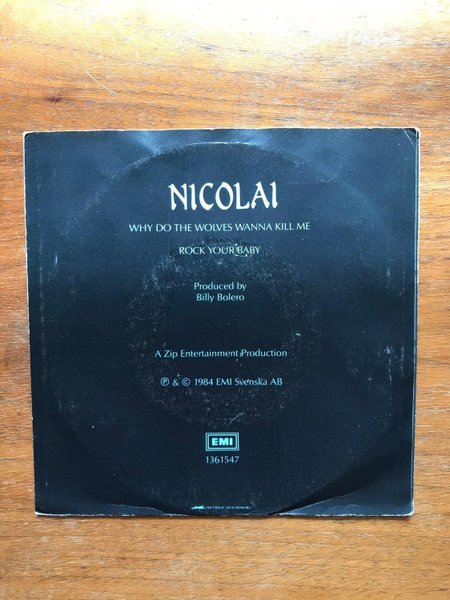 NICOLAI
WHY DO THE WOLVES WANNA KILL ME
ROCK YOUR BABY
Produced by
Billy Bolero
A Zip Entertainment Production
℗ & © 1984 EMI Svenska AB
EMI
1361547